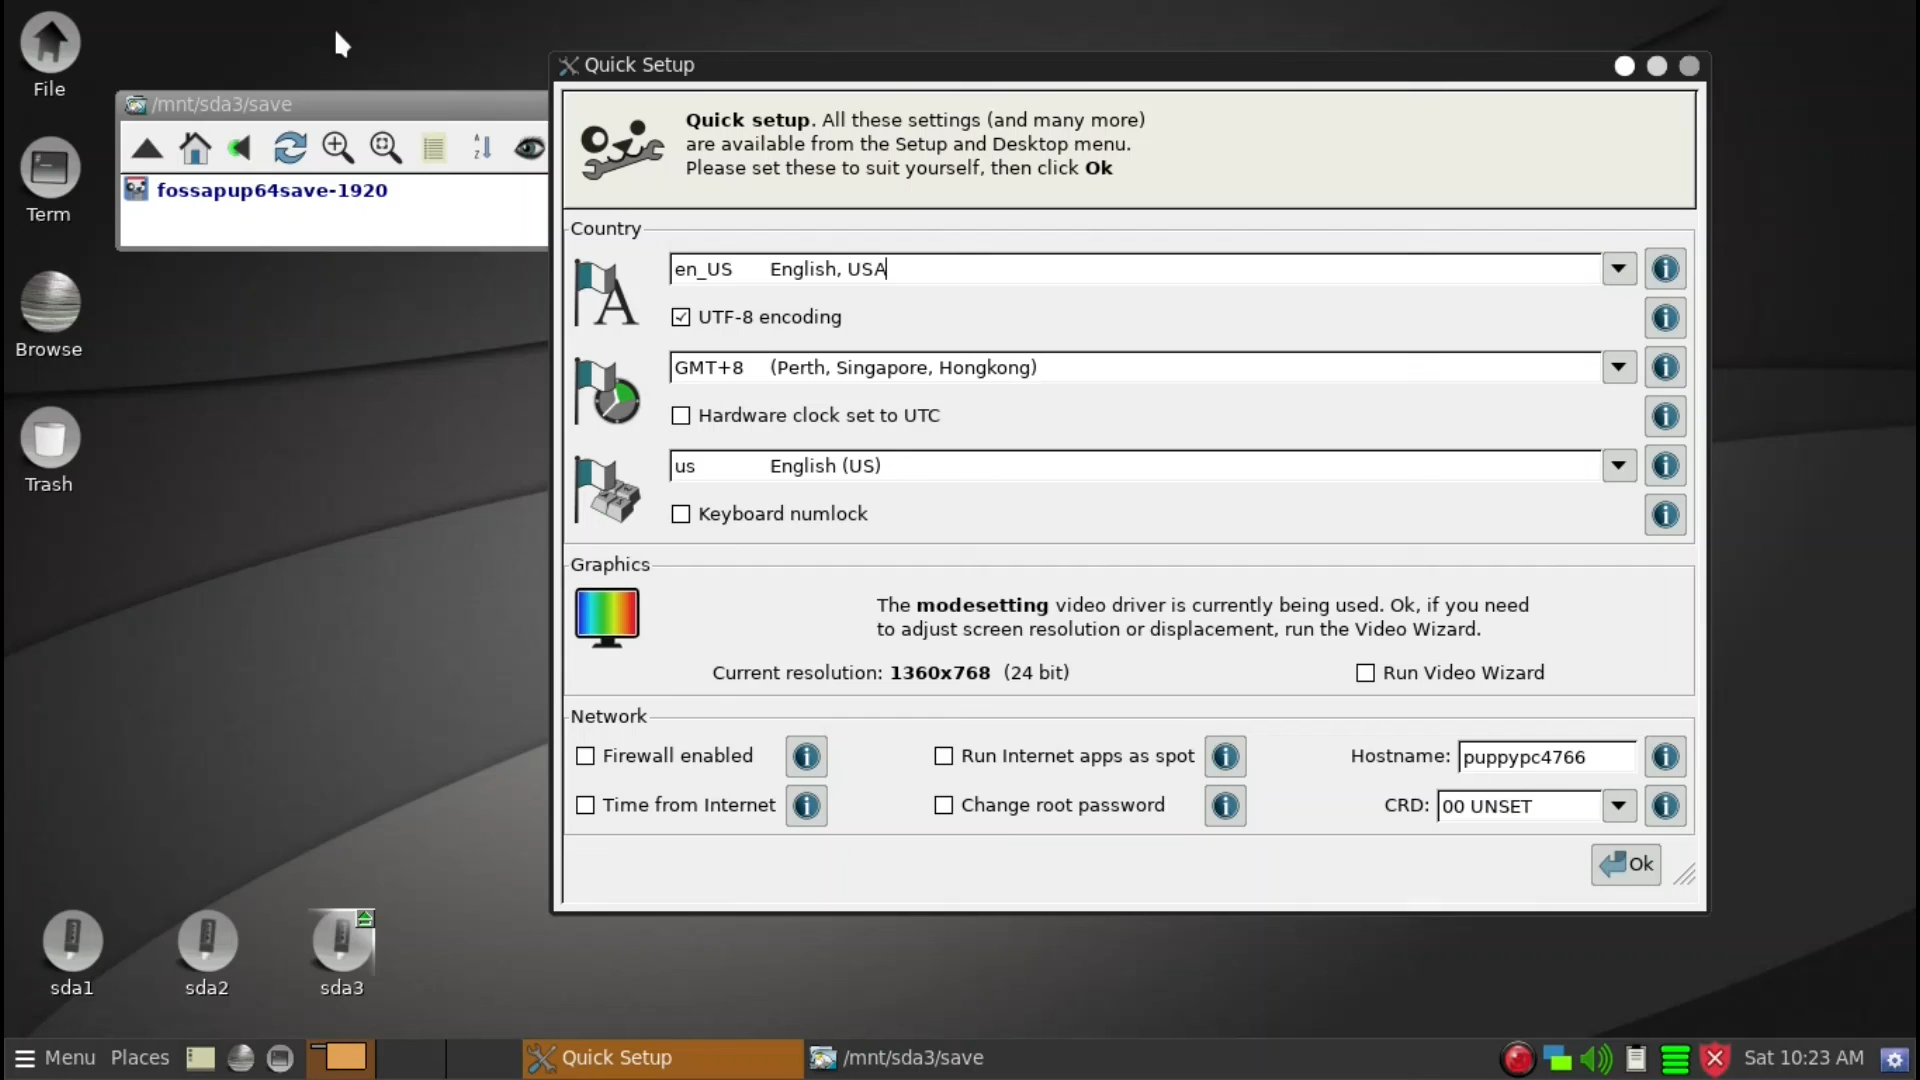 File
Term
Browse
Trash
/mnt/sda3/save
A
Z
fossapup64save-1920
Quick Setup
Quick setup. All these settings (and many more)
are available from the Setup and Desktop menu.
Please set these to suit yourself, then click Ok
Country
A
en_US English, USA
UTF-8 encoding
GMT+8 (Perth, Singapore, Hongkong)
Hardware clock set to UTC
us English (US)
Keyboard numlock
Graphics
The modesetting video driver is currently being used. Ok, if you need
to adjust screen resolution or displacement, run the Video Wizard.
Current resolution: 1360x768 (24 bit)
Run Video Wizard
Network
Firewall enabled
Run Internet apps as spot
Hostname: puppypc4766
Time from Internet
Change root password
CRD: 00 UNSET
Ok
sda1
sda2
sda3
Menu
Places
Quick Setup
/mnt/sda3/save
Sat 10:23 AM